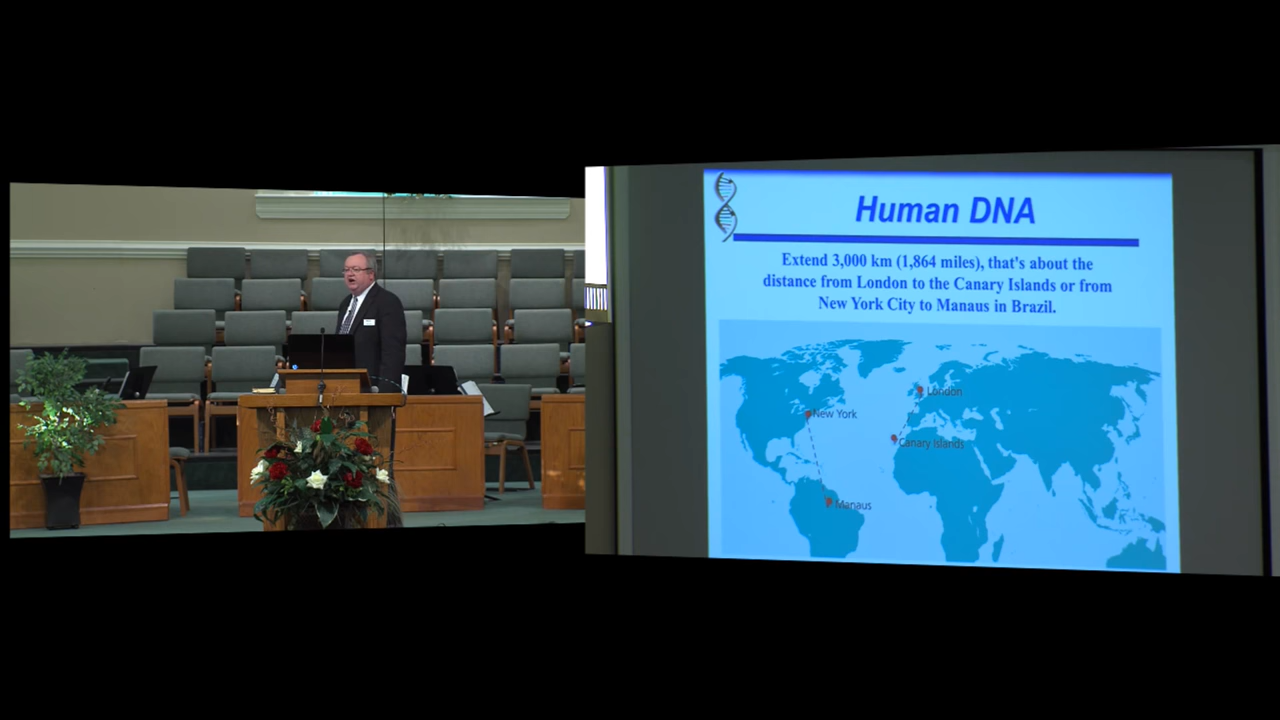 Human DNA
Extend 3,000 km (1,864 miles), that's about the
distance from London to the Canary Islands or from
New York City to Manaus in Brazil.
London
New York
Canary Islands
Manaus